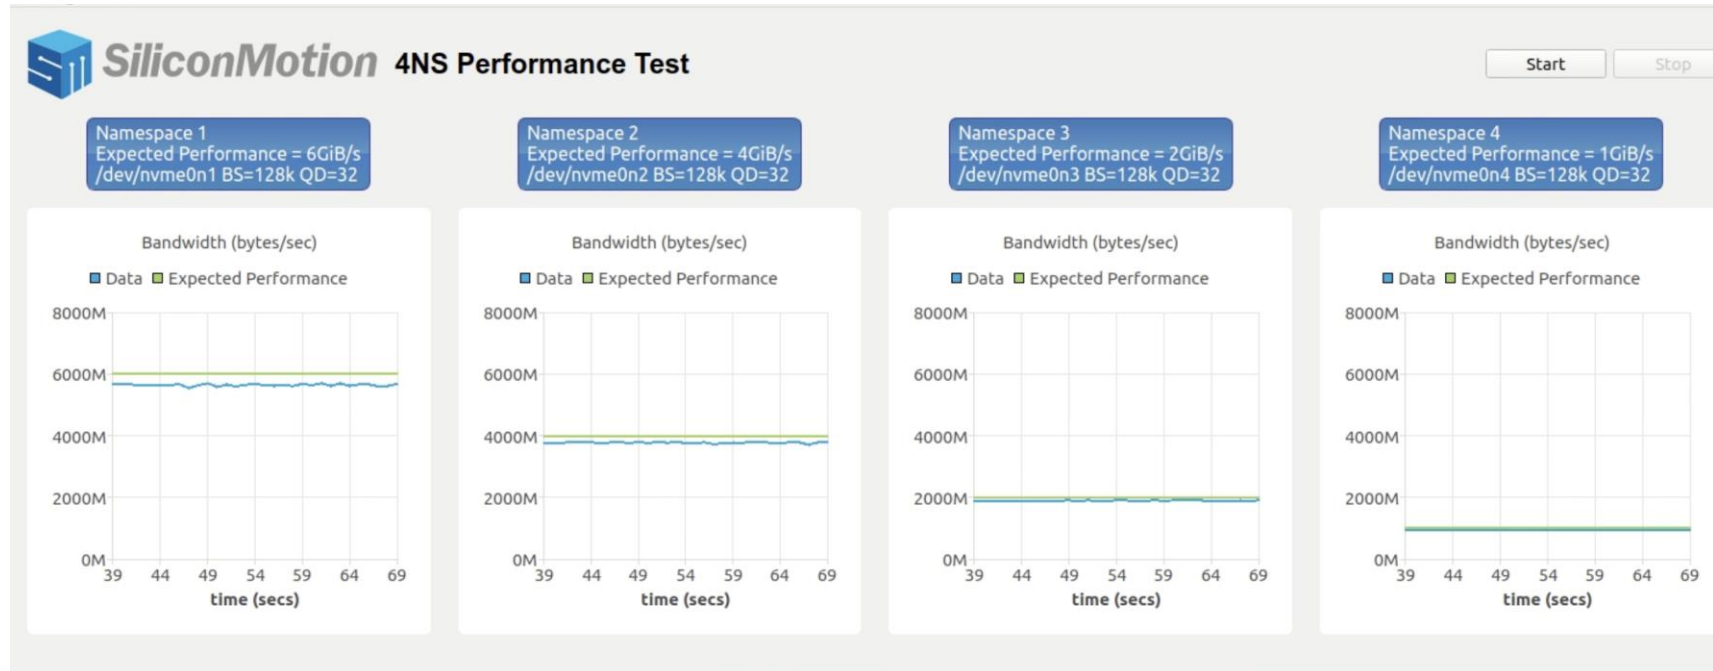 SiliconMotion 4NS Performance Test
Start
Stop
Namespace 1
Expected Performance = 6GiB/s
/dev/nvme0n1 BS=128k QD=32
Namespace 2
Expected Performance = 4GiB/s
/dev/nvme0n2 BS=128k QD=32
Namespace 3
Expected Performance = 2GiB/s
/dev/nvme0n3 BS=128k QD=32
Namespace 4
Expected Performance = 1GiB/s
/dev/nvme0n4 BS=128k QD=32
Bandwidth (bytes/sec)
Data Expected Performance
8000M
6000M
4000M
2000M
0M
39 44 49 54 59 64 69
time (secs)
Bandwidth (bytes/sec)
Data Expected Performance
8000M
6000M
4000M
2000M
0M
39 44 49 54 59 64 69
time (secs)
Bandwidth (bytes/sec)
Data Expected Performance
8000M
6000M
4000M
2000M
0M
39 44 49 54 59 64 69
time (secs)
Bandwidth (bytes/sec)
Data Expected Performance
8000M
6000M
4000M
2000M
0M
39 44 49 54 59 64 69
time (secs)